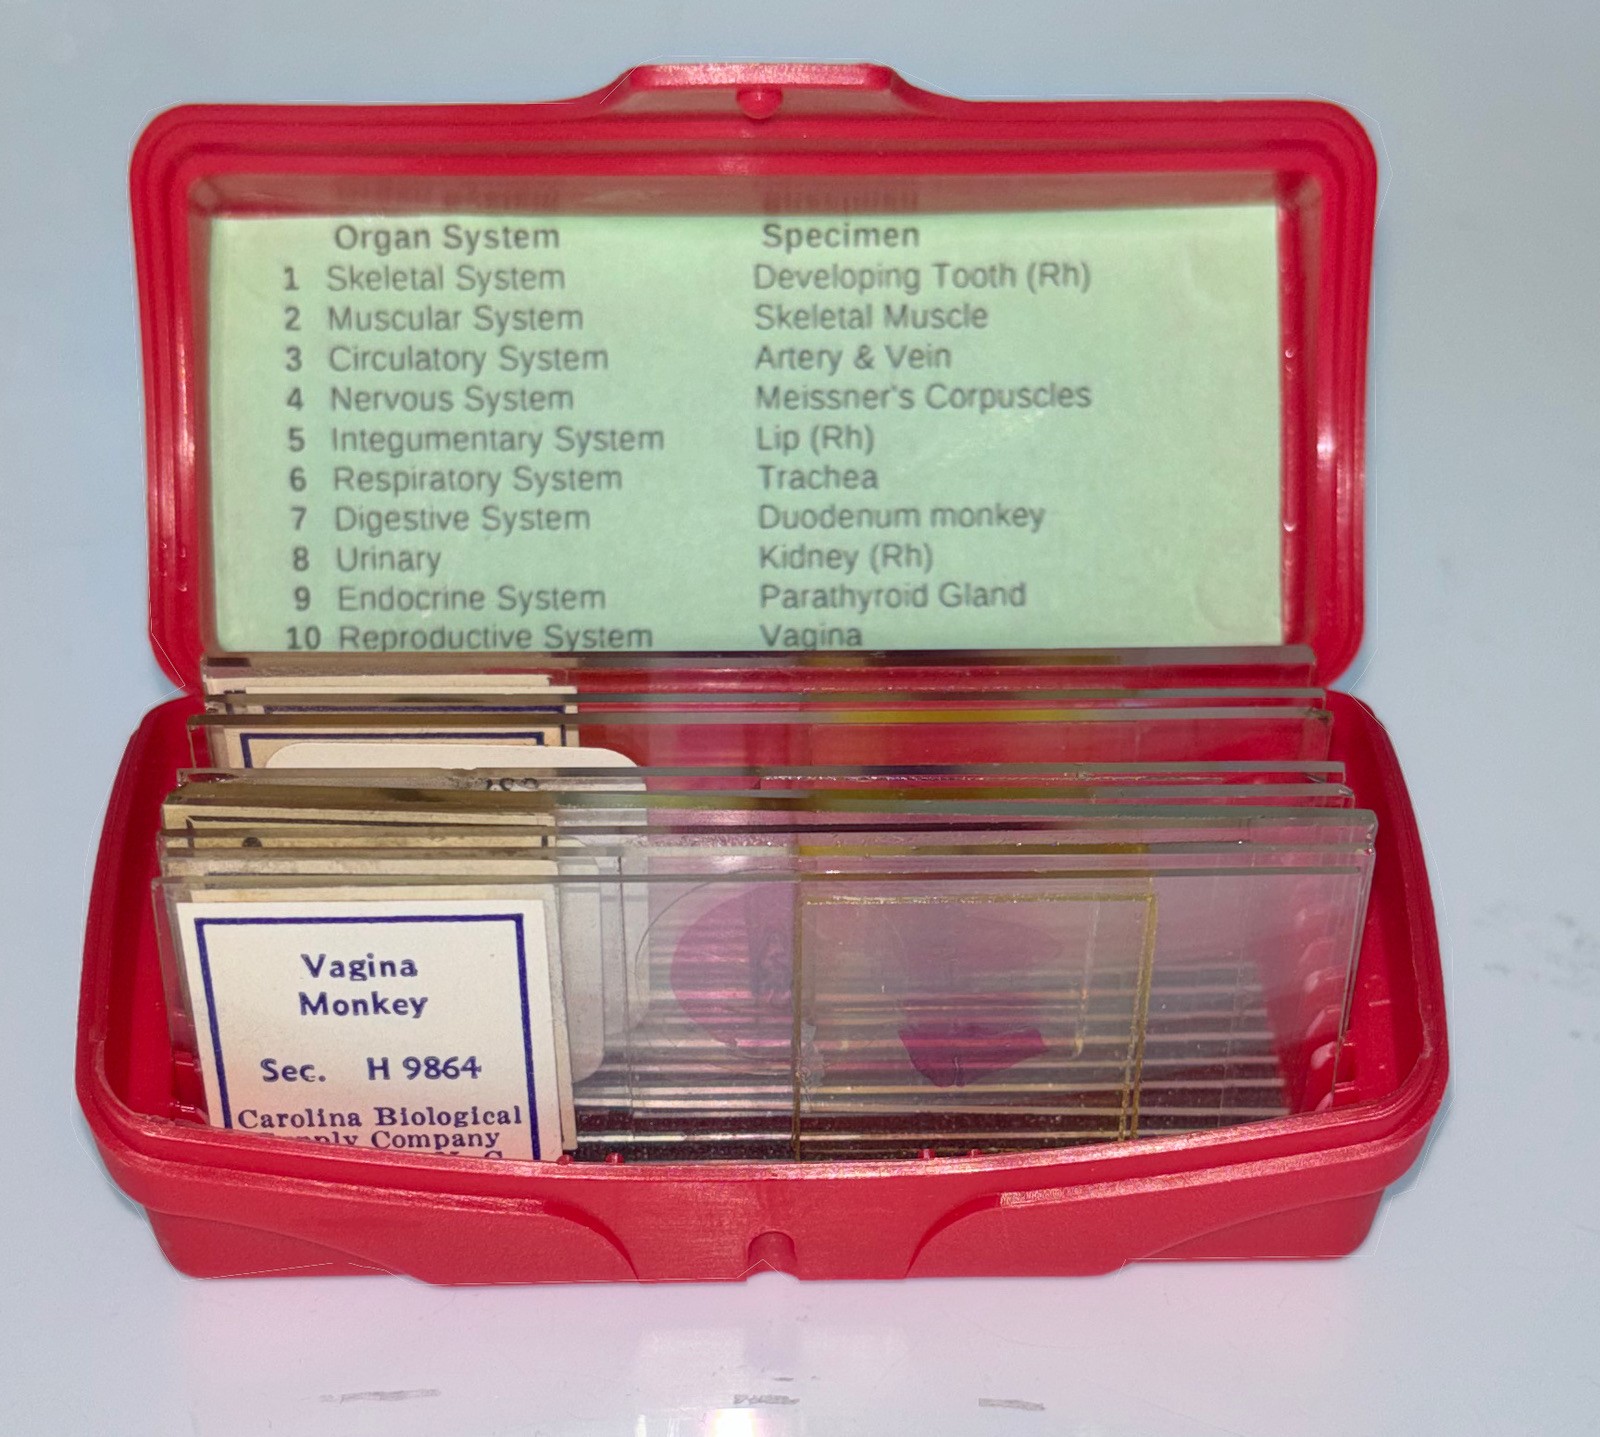 Organ System Specimen
1 Skeletal System Developing Tooth (Rh)
2 Muscular System Skeletal Muscle
3 Circulatory System Artery & Vein
4 Nervous System Meissner's Corpuscles
5 Integumentary System Lip (Rh)
6 Respiratory System Trachea
7 Digestive System Duodenum monkey
8 Urinary Kidney (Rh)
9 Endocrine System Parathyroid Gland
10 Reproductive System Vagina
Vagina
Monkey
Sec. H 9864
Carolina Biological
Company